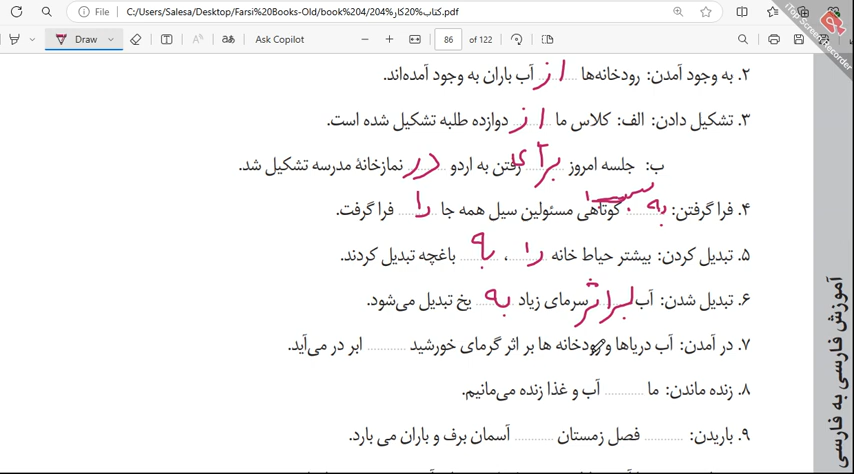 File
C:/Users/Salesa/Desktop/Farsi%20Books-Old/book%204/204%20کار%20کتاب.pdf
Draw
Ask Copilot
86 of 122
iTop Screen Recorder
۲. به وجود آمدن: رودخانه‌ها از آب باران به وجود آمده‌اند.
۳. تشکیل دادن: الف: کلاس ما از دوازده طلبه تشکیل شده است.
ب: جلسه امروز برای رفتن به اردو در نمازخانهٔ مدرسه تشکیل شد.
۴. فرا گرفتن: به سبب کوتاهی مسئولین سیل همه جا را فرا گرفت.
۵. تبدیل کردن: بیشتر حیاط خانه را ، به باغچه تبدیل کردند.
۶. تبدیل شدن: آب براثر سرمای زیاد به یخ تبدیل می‌شود.
۷. در آمدن: آب دریاها و رودخانه ها بر اثر گرمای خورشید .......... ابر در می‌آید.
۸. زنده ماندن: ما .......... آب و غذا زنده می‌مانیم.
۹. باریدن: .......... فصل زمستان .......... آسمان برف و باران می بارد.
آموزش فارسی به فارسی